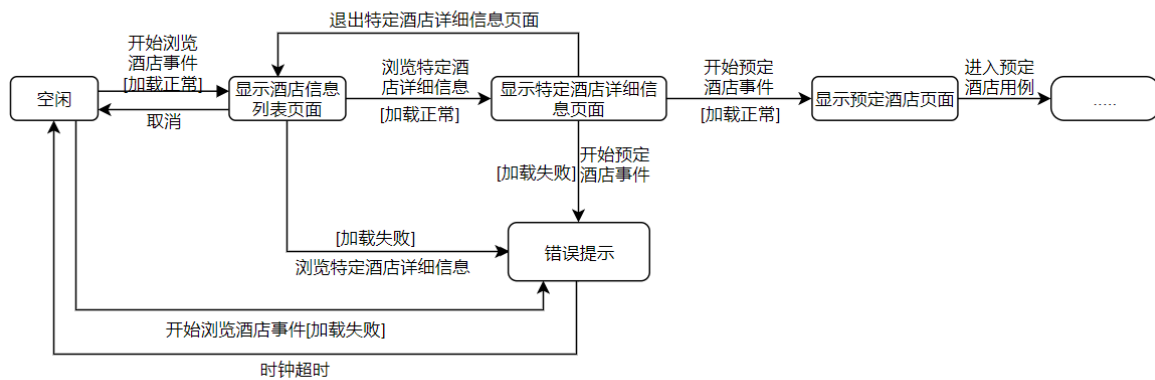 退出特定酒店详细信息页面
开始浏览
酒店事件
[加载正常]
浏览特定酒
店详细信息
[加载正常]
开始预定
酒店事件
[加载正常]
进入预定
酒店用例
空闲
显示酒店信息
列表页面
显示特定酒店详细信
息页面
显示预定酒店页面
.....
取消
[加载失败]
开始预定
酒店事件
[加载失败]
浏览特定酒店详细信息
错误提示
开始浏览酒店事件[加载失败]
时钟超时